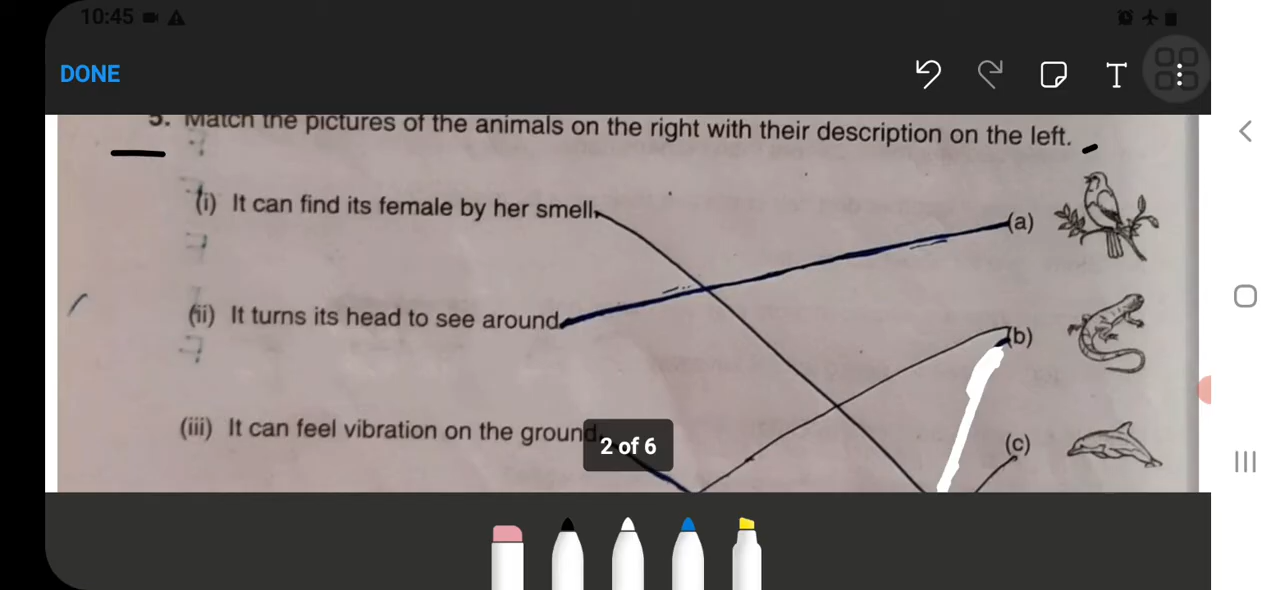 10:45
DONE
T
5. Match the pictures of the animals on the right with their description on the left.
(i) It can find its female by her smell.
(a)
(ii) It turns its head to see around.
(b)
(iii) It can feel vibration on the ground.
(c)
2 of 6